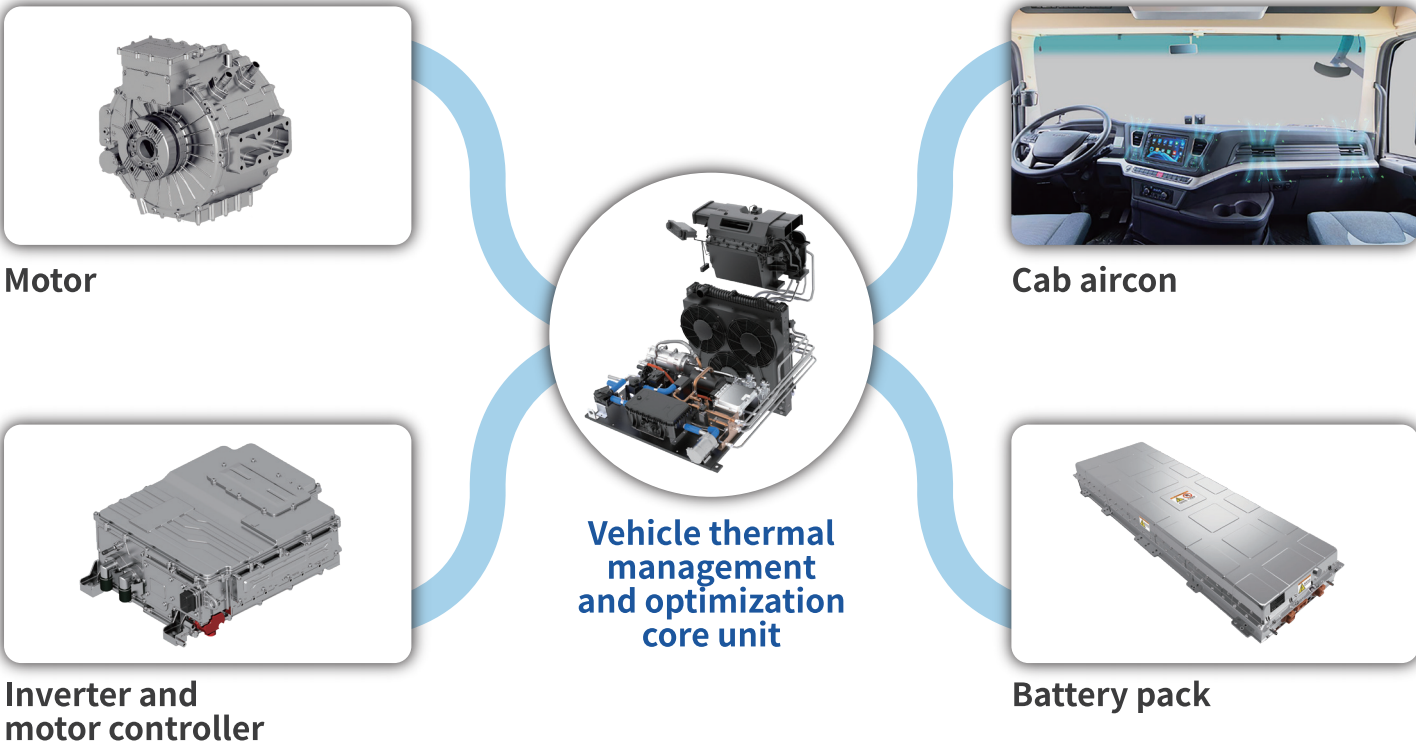 Motor
Cab aircon
Vehicle thermal
management
and optimization
core unit
Inverter and
motor controller
Battery pack